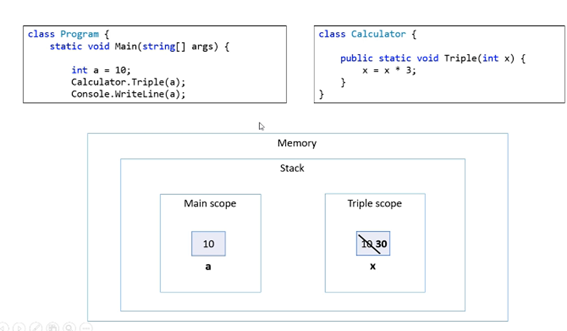 class Program {
static void Main(string[] args) {
int a = 10;
Calculator.Triple(a);
Console.WriteLine(a);
class Calculator {
public static void Triple(int x) {
x = x * 3;
}
}
Memory
Stack
Main scope
10
a
Triple scope
10 30
x